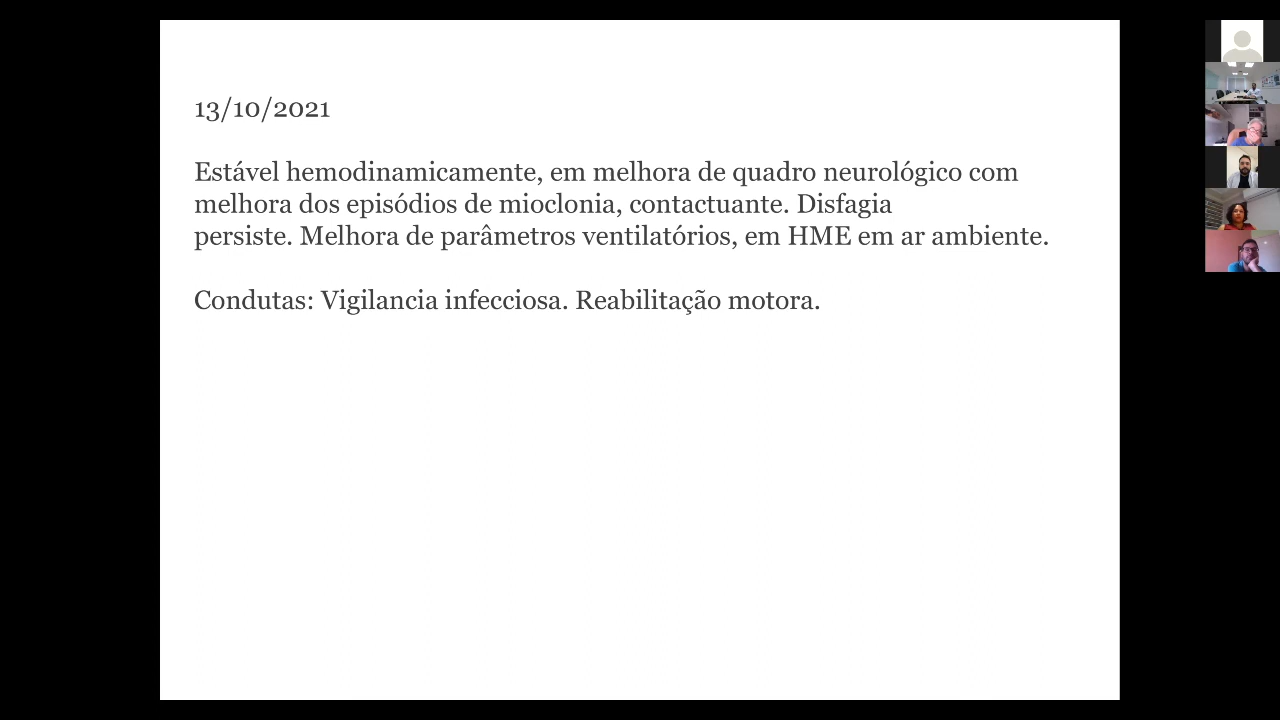 13/10/2021
Estável hemodinamicamente, em melhora de quadro neurológico com
melhora dos episódios de mioclonia, contactuante. Disfagia
persiste. Melhora de parâmetros ventilatórios, em HME em ar ambiente.
Condutas: Vigilancia infecciosa. Reabilitação motora.